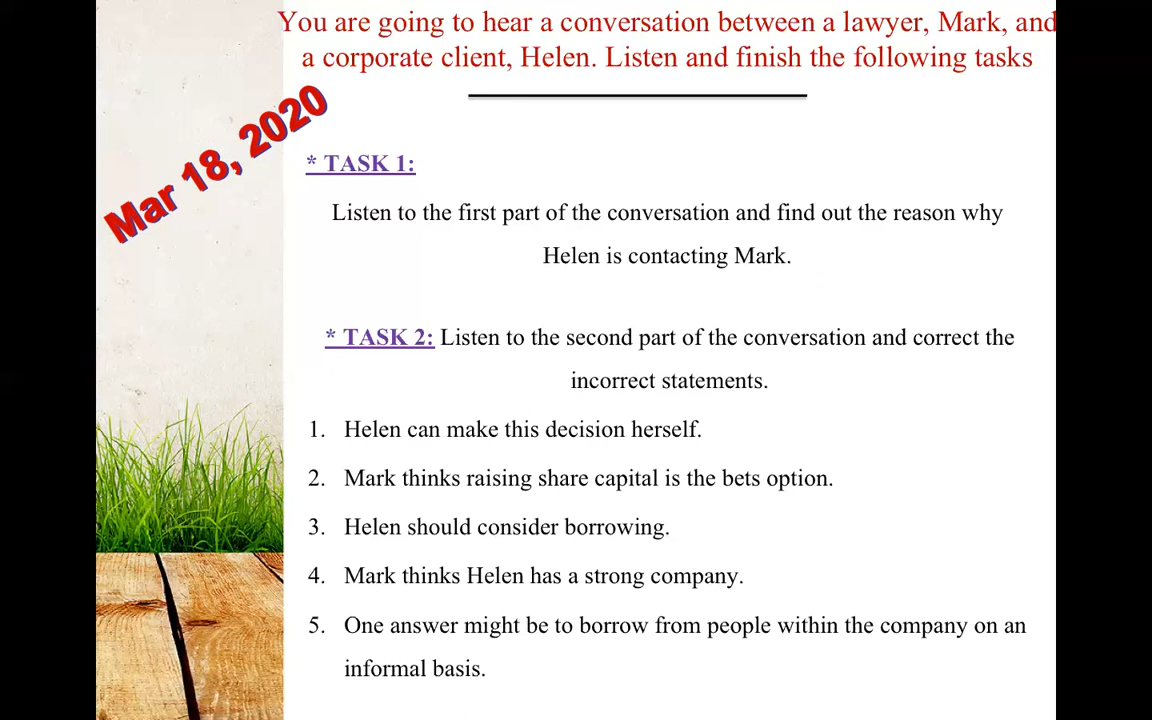 You are going to hear a conversation between a lawyer, Mark, and
a corporate client, Helen. Listen and finish the following tasks
Mar 18, 2020
* TASK 1:
Listen to the first part of the conversation and find out the reason why
Helen is contacting Mark.
* TASK 2: Listen to the second part of the conversation and correct the
incorrect statements.
1. Helen can make this decision herself.
2. Mark thinks raising share capital is the bets option.
3. Helen should consider borrowing.
4. Mark thinks Helen has a strong company.
5. One answer might be to borrow from people within the company on an
informal basis.